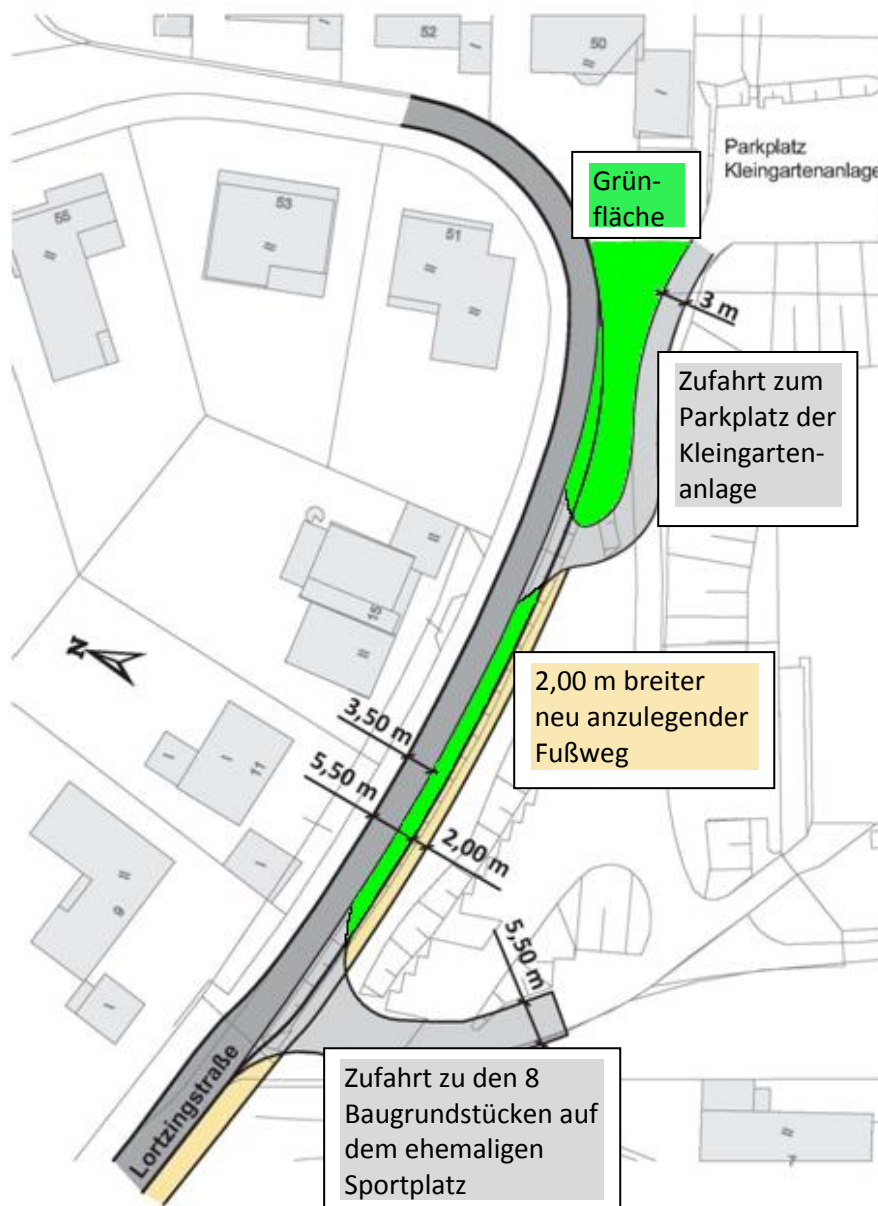 52
50
Parkplatz
Kleingartenanlage
Grün-
fläche
55
53
51
3 m
Zufahrt zum
Parkplatz der
Kleingarten-
anlage
15
N
2,00 m breiter
neu anzulegender
Fußweg
3,50 m
11
5,50 m
2,00 m
9
5,50 m
Lortzingstraße
Zufahrt zu den 8
Baugrundstücken auf
dem ehemaligen
Sportplatz
7